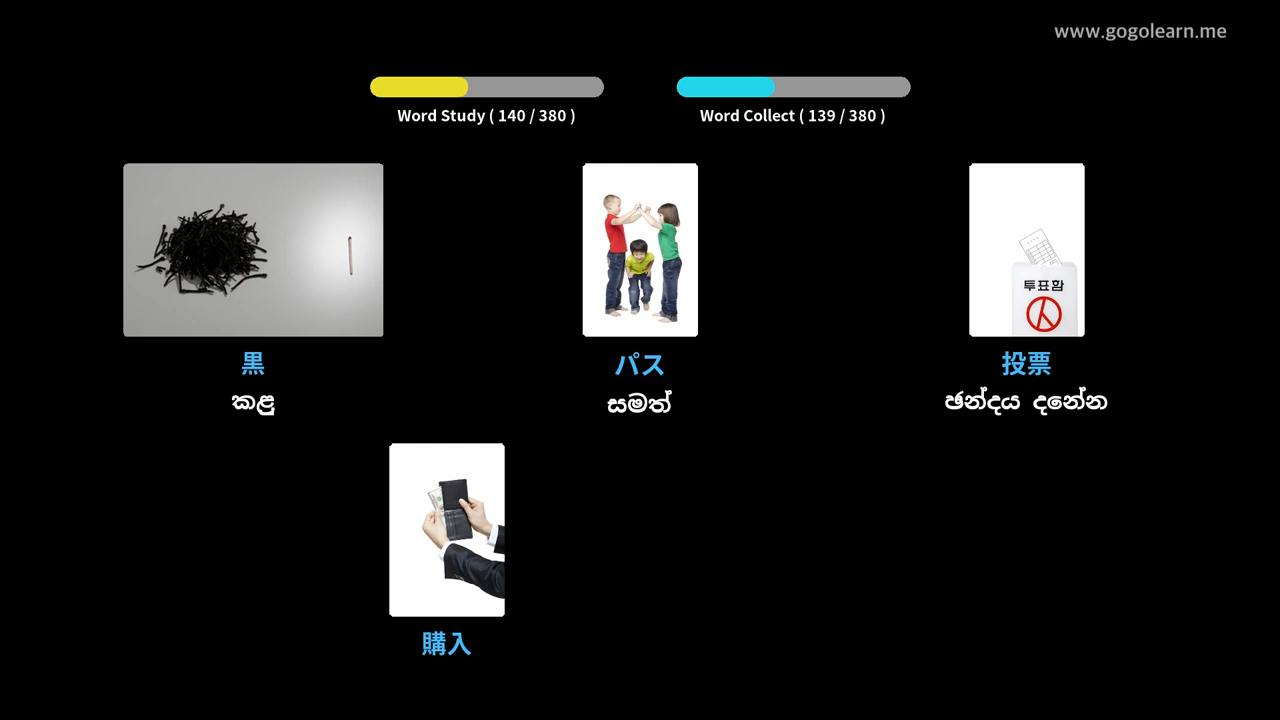 www.gogolearn.me
Word Study ( 140 / 380 )
Word Collect ( 139 / 380 )
투표함
黒
パス
投票
කළු
සමත්
ඡන්දය දනේන
購入